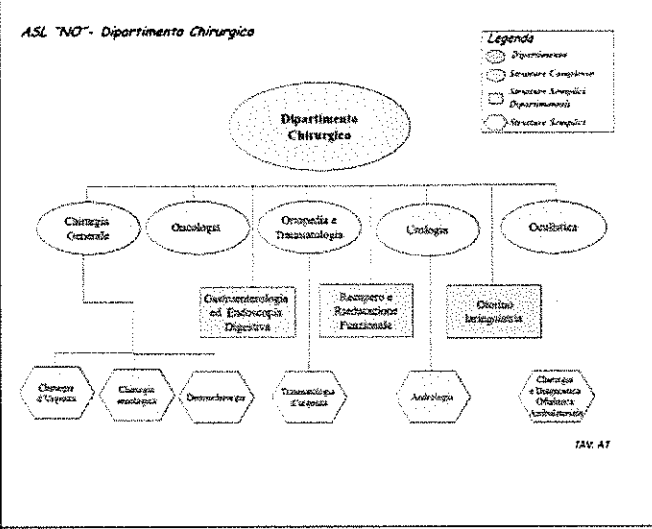 ASL "NO"- Dipartimento Chirurgico
Legenda
Dipartimento
Strutture Complesse
Strutture Semplici
Dipartimentali
Strutture Semplici
Dipartimento
Chirurgico
Chirurgia
Generale
Oncologia
Ortopedia e
Traumatologia
Urologia
Oculistica
Gastroenterologia
ed Endoscopia
Digestiva
Recupero e
Rieducazione
Funzionale
Otorino
laringoiatria
Chirurgia
d'Urgenza
Chirurgia
oncologica
Traumatologia
d'urgenza
Andrologia
Chirurgia
e Diagnostica
Oftalmica
Ambulatoriale
TAV. A7